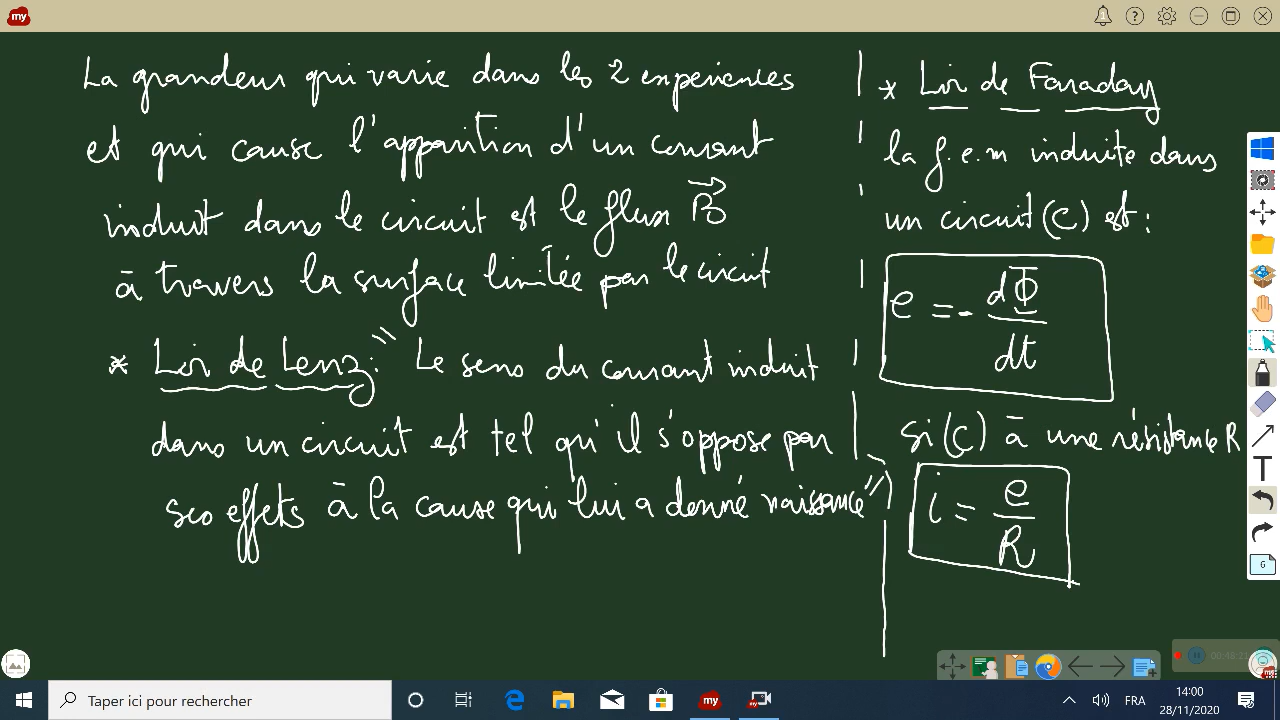 my
La grandeur qui varie dans les 2 expériences
et qui cause l'apparition d'un courant
induit dans le circuit est le flux B
à travers la surface limitée par le circuit
* Loi de Lenz: " Le sens du courant induit
dans un circuit est tel qu'il s'oppose par
ses effets à la cause qui lui a donné naissance"
* Loi de Faraday
la f.e.m induite dans
un circuit (C) est :
e = - dΦ/dt
si (C) à une résistance R
i = e/R
6
Taper ici pour rechercher
my
FRA
14:00
28/11/2020